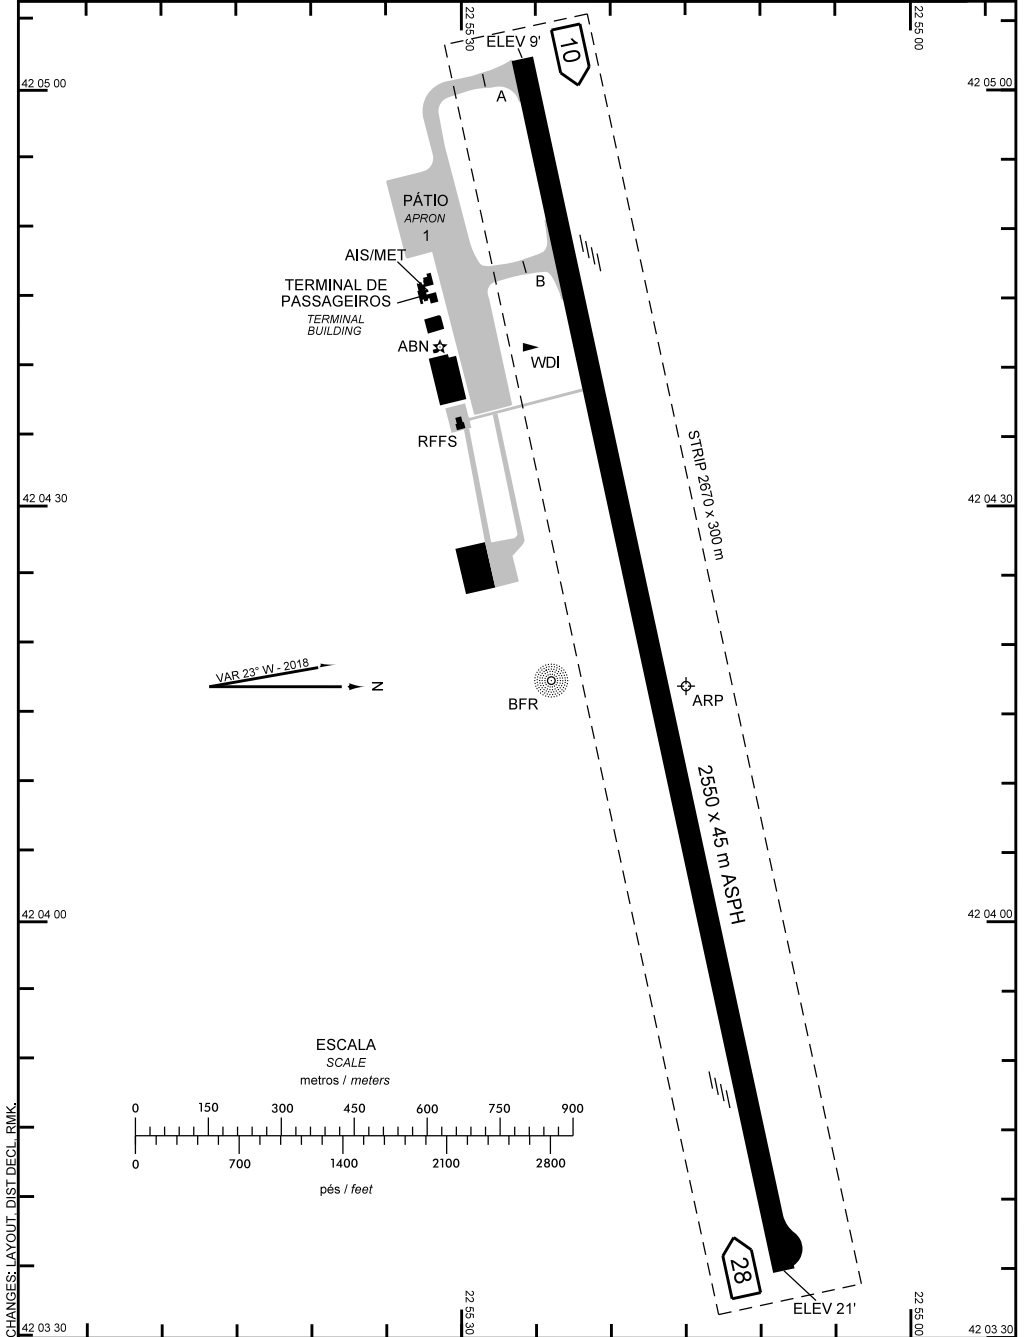 22 55 30
22 55 00
ELEV 9'
10
42 05 00
42 05 00
A
PÁTIO
APRON
1
AIS/MET
TERMINAL DE
PASSAGEIROS
TERMINAL
BUILDING
B
ABN
WDI
RFFS
STRIP 2670 x 300 m
42 04 30
42 04 30
VAR 23° W - 2018
N
BFR
ARP
2550 x 45 m ASPH
42 04 00
42 04 00
ESCALA
SCALE
metros / meters
0 150 300 450 600 750 900
0 700 1400 2100 2800
pés / feet
CHANGES: LAYOUT, DIST DECL, RMK.
28
ELEV 21'
22 55 30
22 55 00
42 03 30
42 03 30